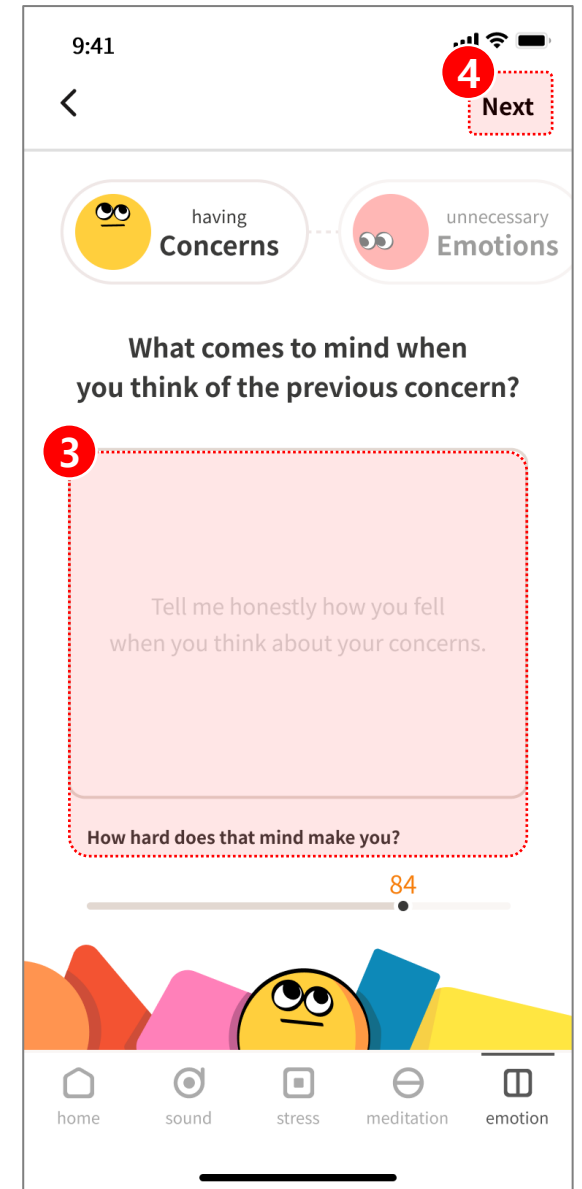 9:41
4
Next
having
Concerns
unnecessary
Emotions
What comes to mind when
you think of the previous concern?
3
Tell me honestly how you fell
when you think about your concerns.
How hard does that mind make you?
84
home
sound
stress
meditation
emotion